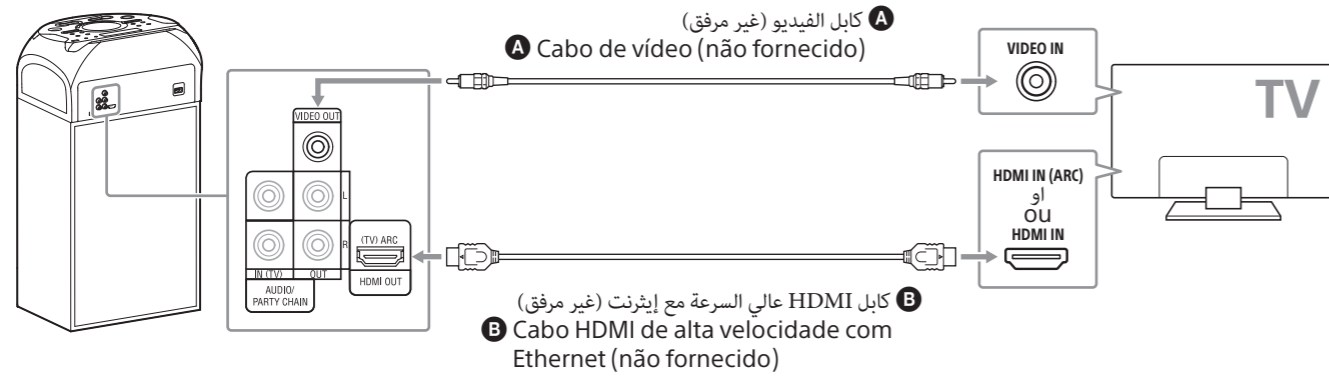 A كابل الفيديو (غير مرفق)
A Cabo de vídeo (não fornecido)
VIDEO IN
TV
VIDEO OUT
L
R
IN (TV)
OUT
AUDIO/
PARTY CHAIN
(TV) ARC
HDMI OUT
HDMI IN (ARC)
او
ou
HDMI IN
B كابل HDMI عالي السرعة مع إيثرنت (غير مرفق)
B Cabo HDMI de alta velocidade com
Ethernet (não fornecido)